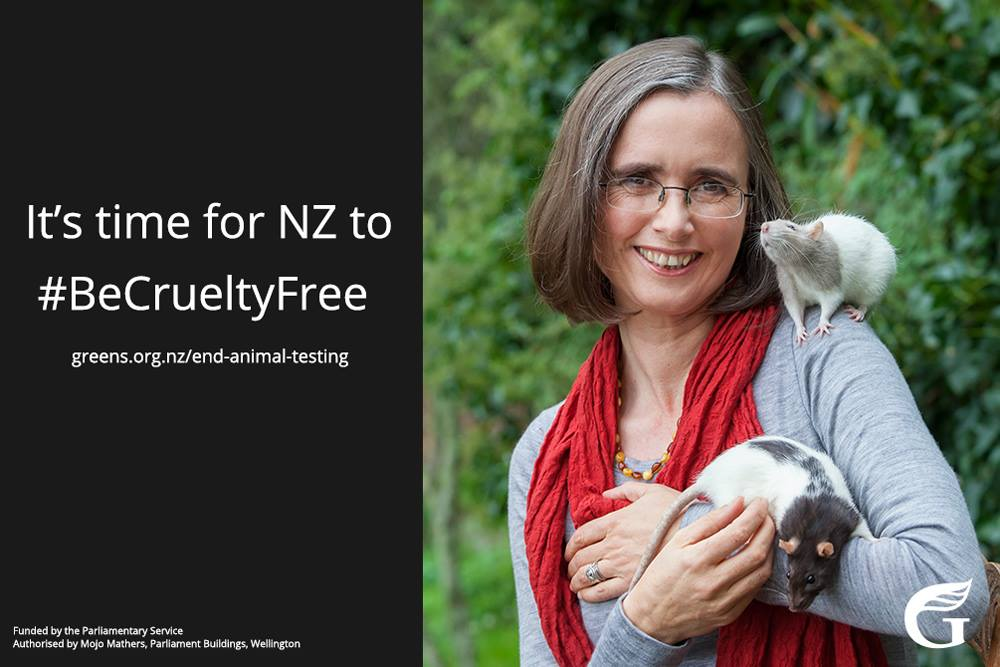 It's time for NZ to
#BeCrueltyFree
greens.org.nz/end-animal-testing
Funded by the Parliamentary Service
Authorised by Mojo Mathers, Parliament Buildings, Wellington
G